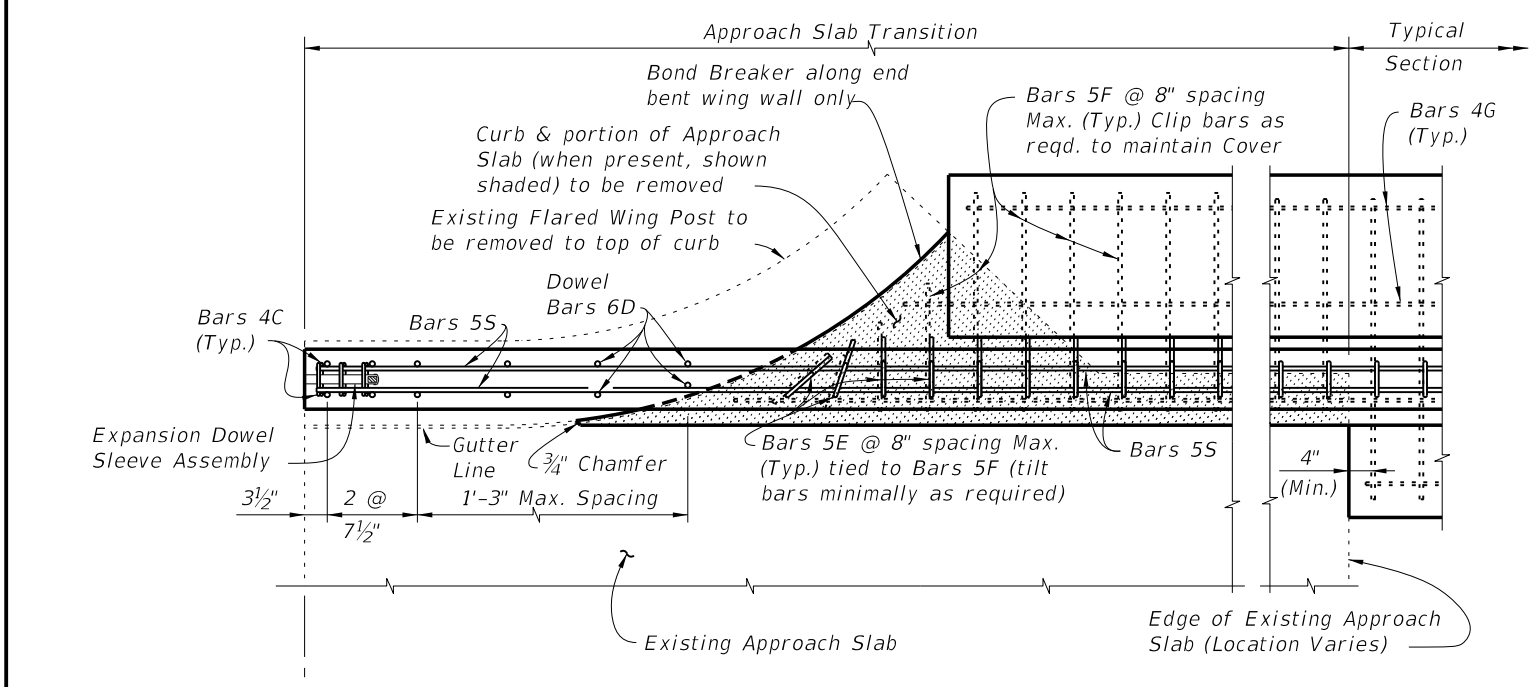 Approach Slab Transition
Typical
Section
Bond Breaker along end
bent wing wall only
Bars 5F @ 8" spacing
Max. (Typ.) Clip bars as
reqd. to maintain Cover
Bars 4G
(Typ.)
Curb & portion of Approach
Slab (when present, shown
shaded) to be removed
Existing Flared Wing Post to
be removed to top of curb
Dowel
Bars 6D
Bars 4C
(Typ.)
Bars 5S
Expansion Dowel
Sleeve Assembly
Gutter
Line
¾" Chamfer
Bars 5E @ 8" spacing Max.
(Typ.) tied to Bars 5F (tilt
bars minimally as required)
Bars 5S
4"
(Min.)
3½"
2 @
7½"
1'-3" Max. Spacing
Existing Approach Slab
Edge of Existing Approach
Slab (Location Varies)